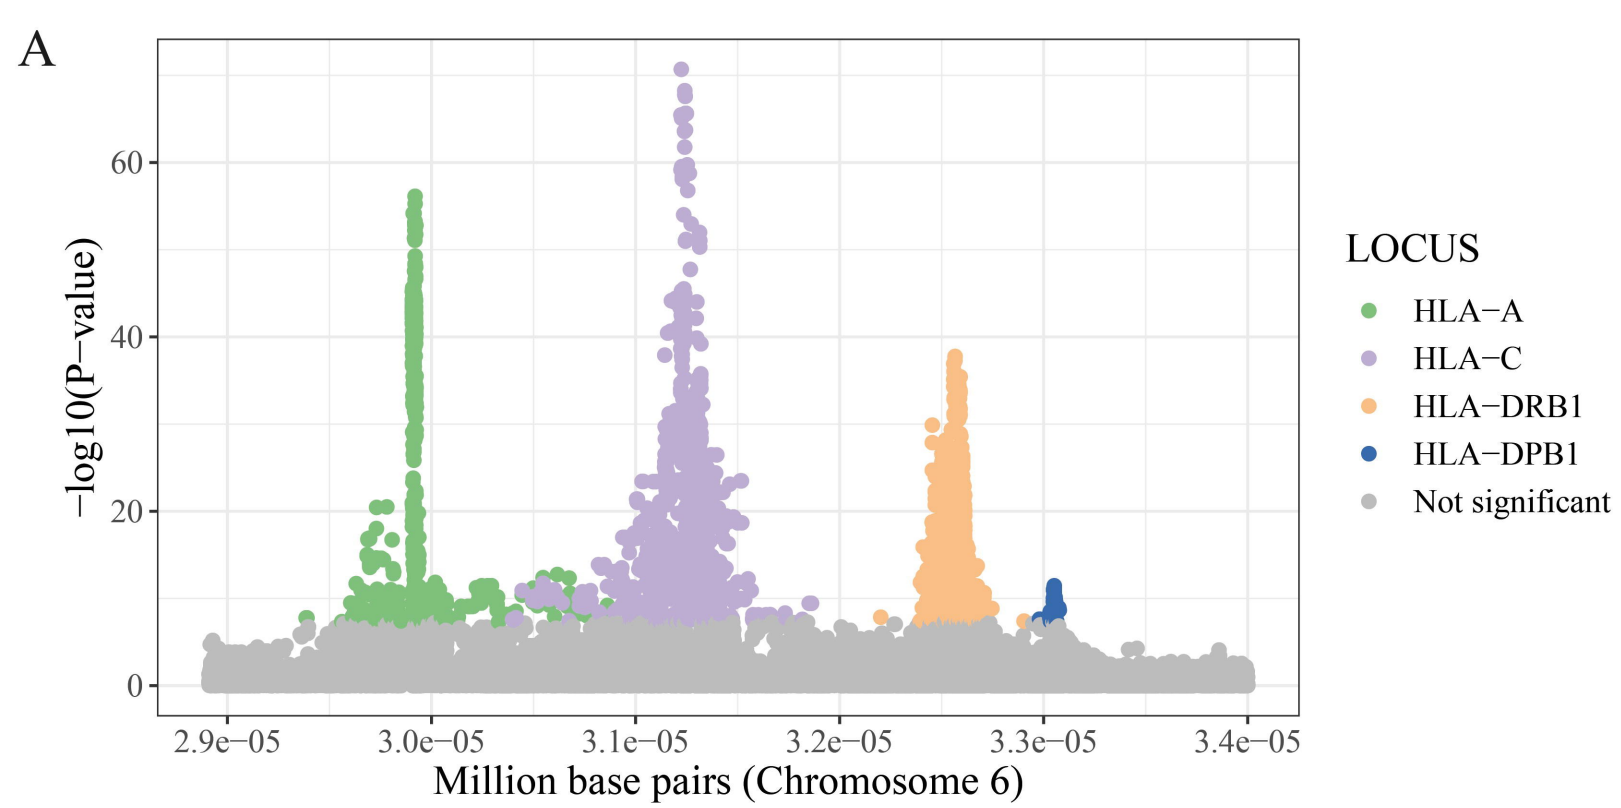 A
60
40
20
0
−log10(P−value)
2.9e−05 3.0e−05 3.1e−05 3.2e−05 3.3e−05 3.4e−05
Million base pairs (Chromosome 6)
LOCUS
HLA−A
HLA−C
HLA−DRB1
HLA−DPB1
Not significant